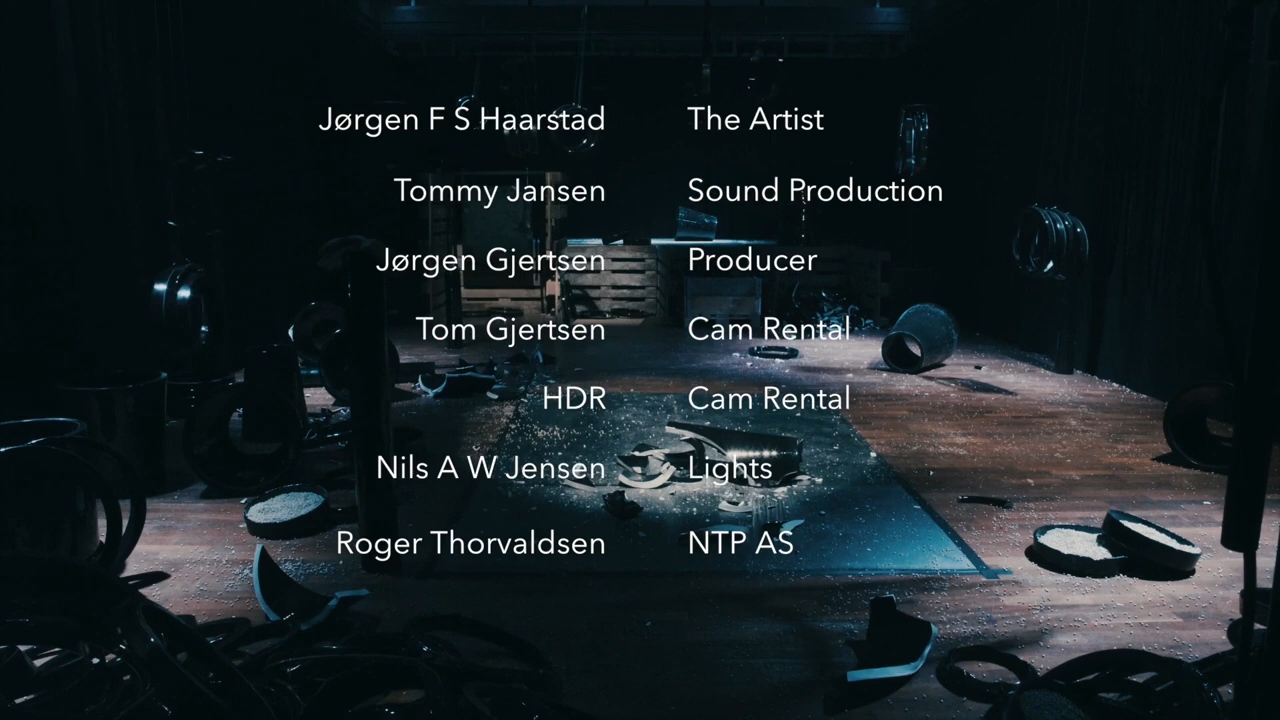 Jørgen F S Haarstad The Artist
Tommy Jansen Sound Production
Jørgen Gjertsen Producer
Tom Gjertsen Cam Rental
HDR Cam Rental
Nils A W Jensen Lights
Roger Thorvaldsen NTP AS